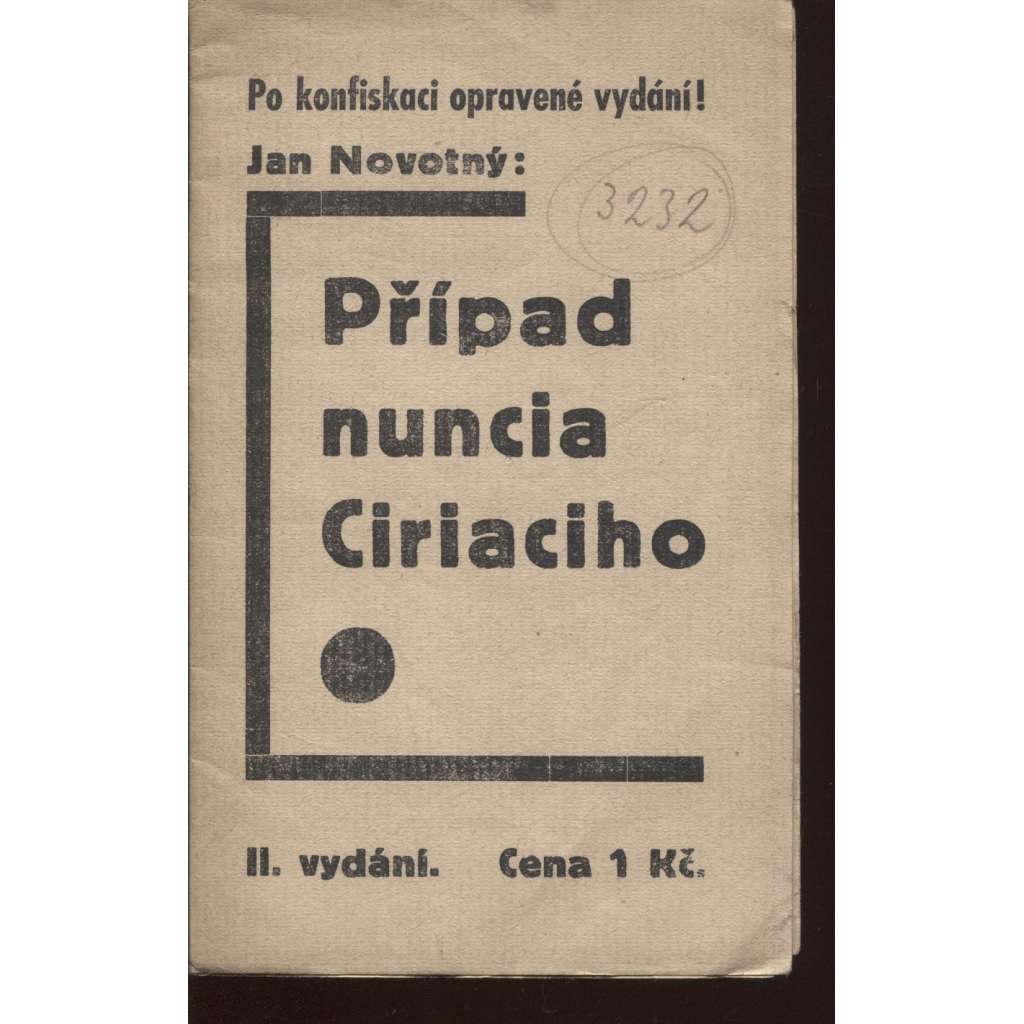 Po konfiskaci opravené vydání!
Jan Novotný:
3232
Případ
nuncia
Ciriaciho
II. vydání. Cena 1 Kč.